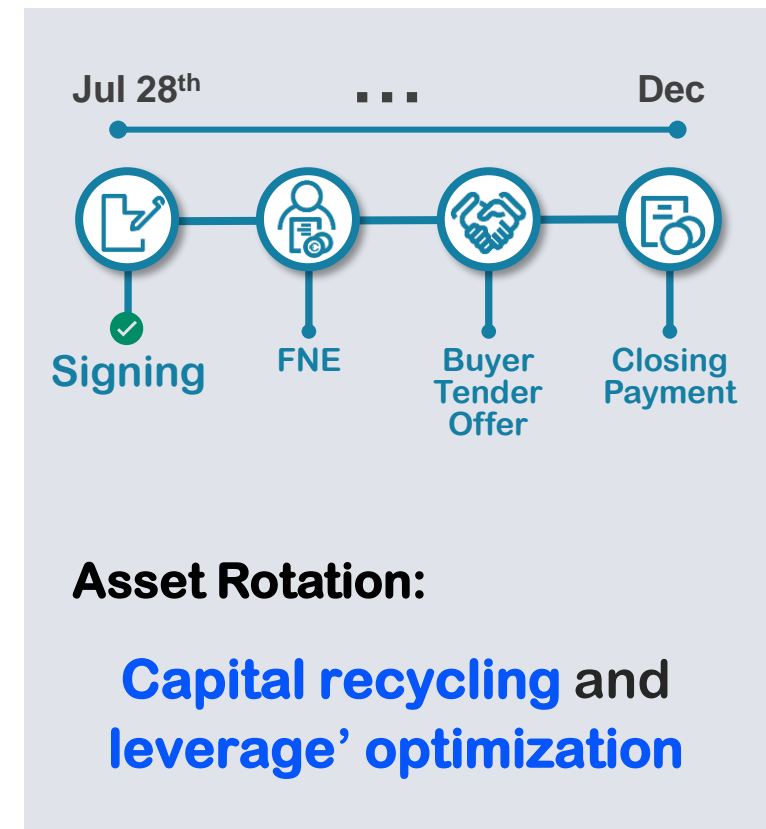 Jul 28th ... Dec
Signing
FNE
Buyer
Tender
Offer
Closing
Payment
Asset Rotation:
Capital recycling and
leverage’ optimization